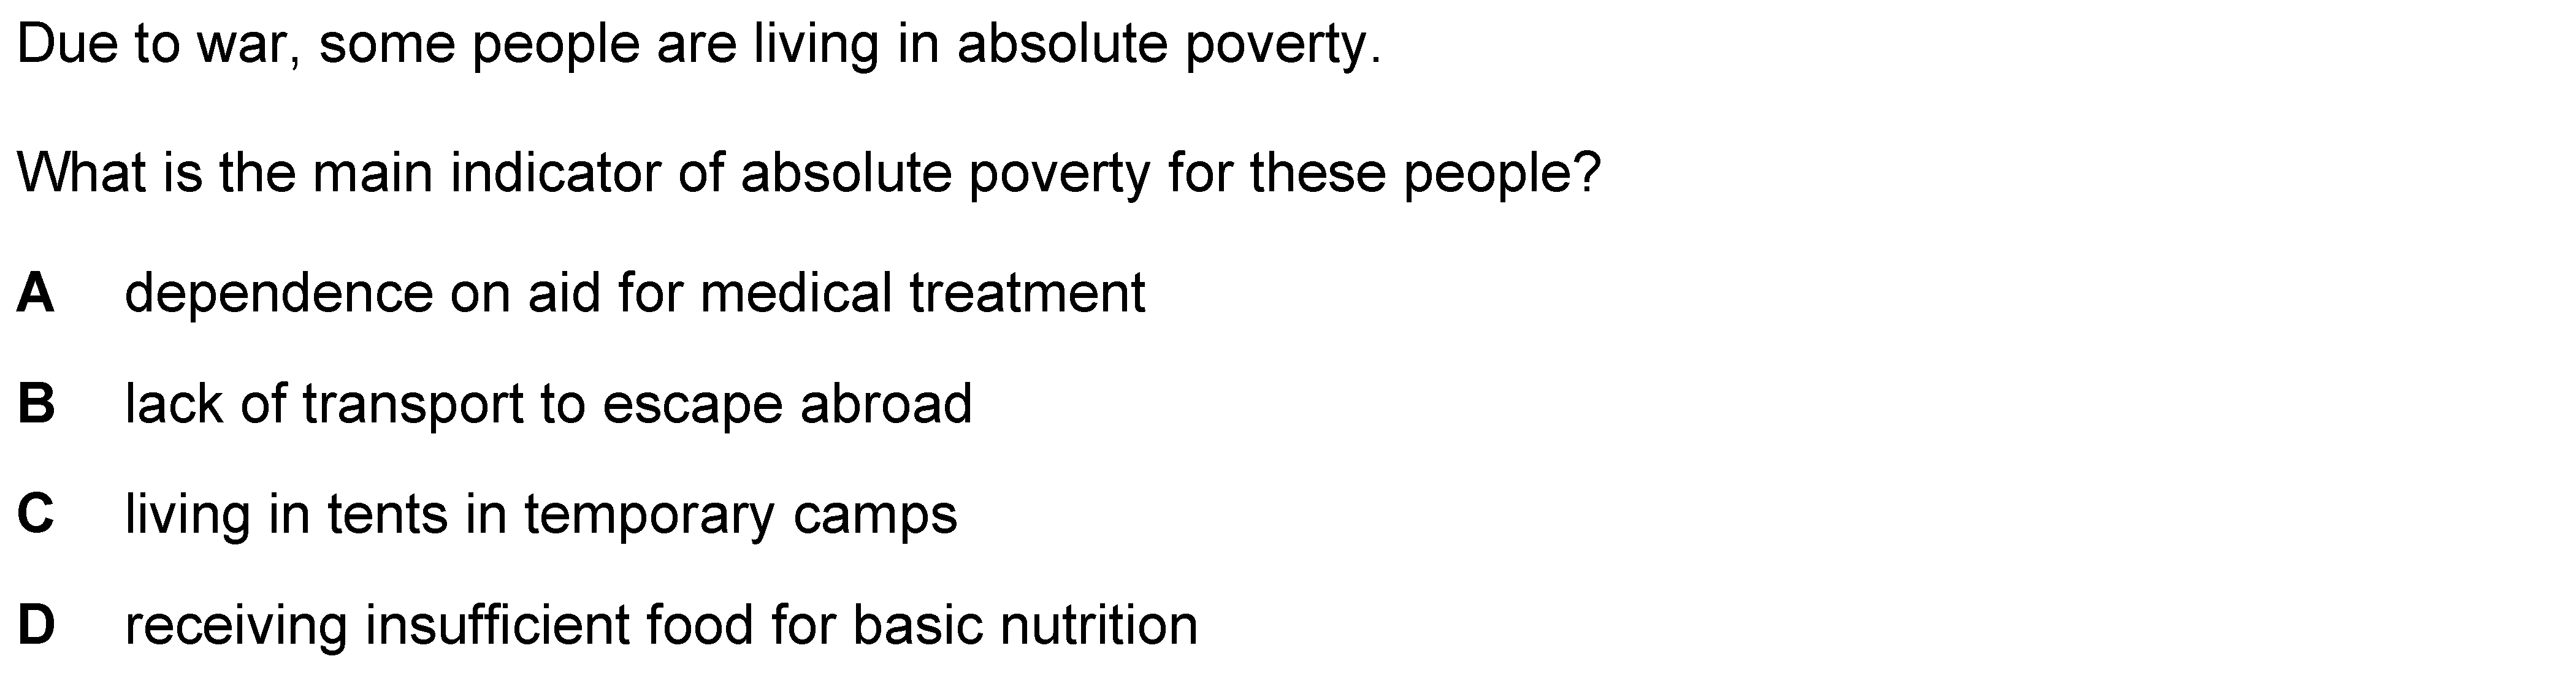 Due to war, some people are living in absolute poverty.
What is the main indicator of absolute poverty for these people?
A dependence on aid for medical treatment
B lack of transport to escape abroad
C living in tents in temporary camps
D receiving insufficient food for basic nutrition